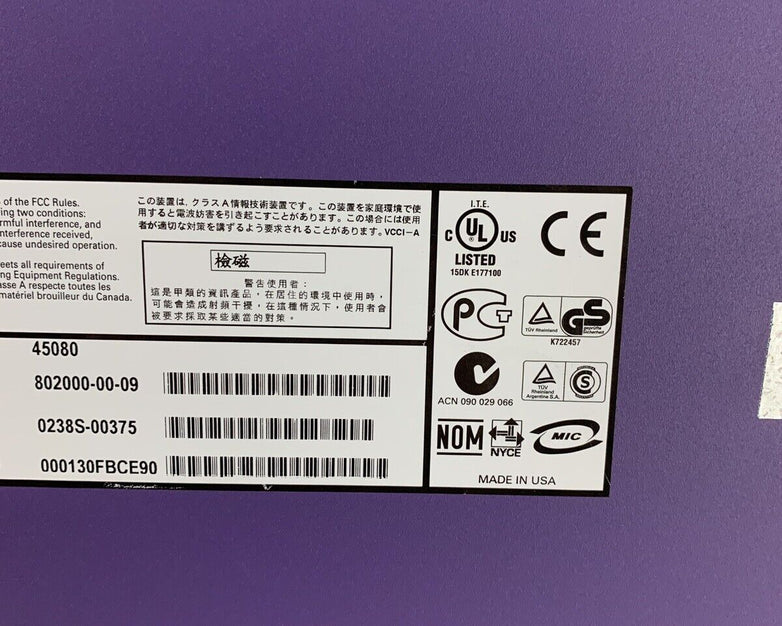 of the FCC Rules.
ing two conditions:
rmful interference, and
nterference received,
cause undesired operation.
eets all requirements of
ng Equipment Regulations.
asse A respecte toutes les
matériel brouilleur du Canada.
この装置は、クラスA情報技術装置です。この装置を家庭環境で使
用すると電波妨害を引き起こすことがあります。この場合には使用
者が適切な対策を講ずるよう要求されることがあります。VCCI-A
檢磁
警告使用者：
這是甲類的資訊產品，在居住的環境中使用時，
可能會造成射頻干擾，在這種情況下，使用者會
被要求採取某些適當的對策。
45080
802000-00-09
0238S-00375
000130FBCE90
I.T.E.
C UL US
LISTED
15DK E177100
CE
PCT
TÜV Rheinland
GS
geprüfte
Sicherheit
K722457
ACN 090 029 066
TÜV
Rheinland
Argentina S.A.
S
NOM
NYCE
MIC
MADE IN USA